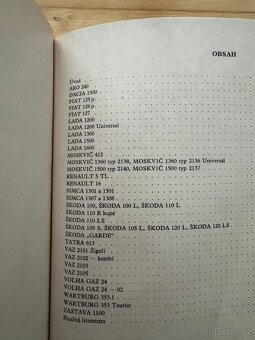 OBSAH
Úvod
ARO 240
DACIA 1300
FIAT 125 p
FIAT 126 p
FIAT 127
LADA 1200
LADA 1200 Universal
LADA 1300
LADA 1500
LADA 1600
MOSKVIČ 412
MOSKVIČ 1360 typ 2138, MOSKVIČ 1360 typ 2136 Universal
MOSKVIČ 1500 typ 2140, MOSKVIČ 1500 typ 2137
RENAULT 5 TL
RENAULT 16
SIMCA 1301 a 1501
SIMCA 1307 a 1308
ŠKODA 100, ŠKODA 100 L, ŠKODA 110 L
ŠKODA 110 R kupé
ŠKODA 110 LS
ŠKODA 105 S, ŠKODA 105 L, ŠKODA 120 L, ŠKODA 120 LS
ŠKODA „GARDE"
TATRA 613
VAZ 2101 Žiguli
VAZ 2102 — kombi
VAZ 2103
VAZ 2105
VOLHA GAZ 24
VOLHA GAZ 24 — 02
WARTBURG 353.1
WARTBURG 353 Tourist
ZASTAVA 1100
Použitá literatura